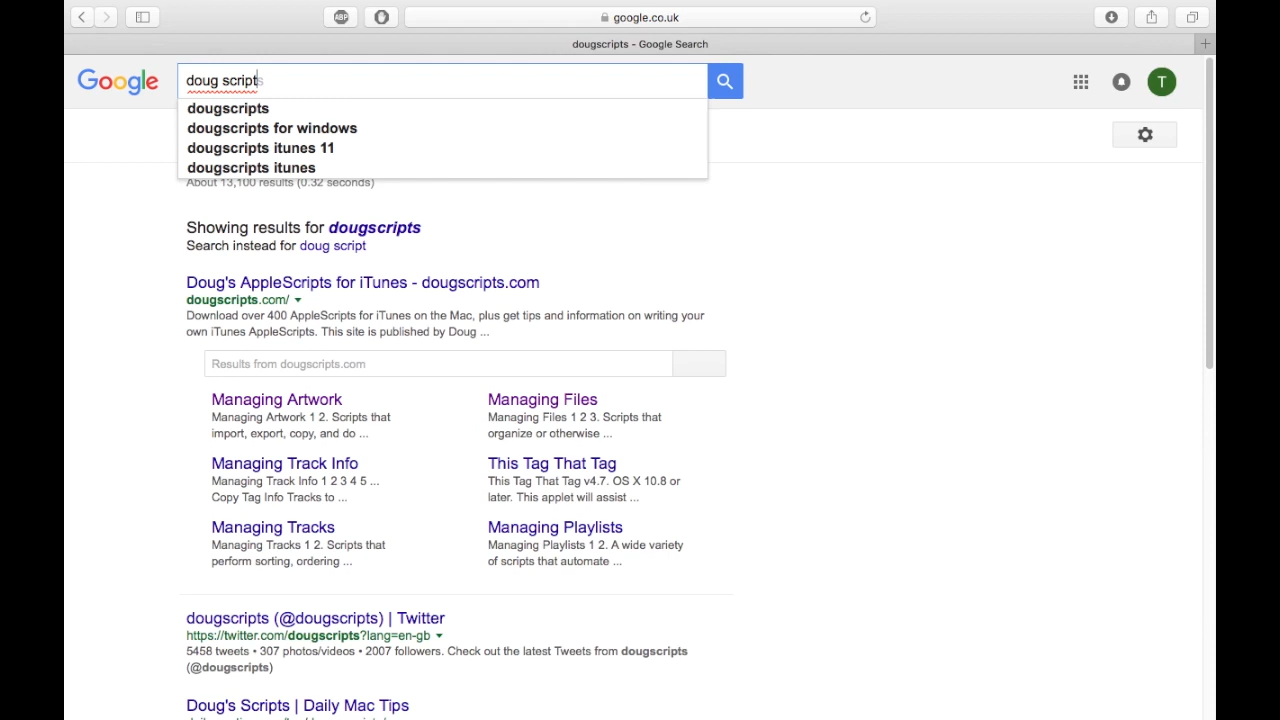 ABP
google.co.uk
dougscripts - Google Search
Google
doug scripts
T
dougscripts
dougscripts for windows
dougscripts itunes 11
dougscripts itunes
About 13,100 results (0.32 seconds)
Showing results for dougscripts
Search instead for doug script
Doug's AppleScripts for iTunes - dougscripts.com
dougscripts.com/
Download over 400 AppleScripts for iTunes on the Mac, plus get tips and information on writing your
own iTunes AppleScripts. This site is published by Doug ...
Results from dougscripts.com
Managing Artwork
Managing Artwork 1 2. Scripts that
import, export, copy, and do ...
Managing Files
Managing Files 1 2 3. Scripts that
organize or otherwise ...
Managing Track Info
Managing Track Info 1 2 3 4 5 ...
Copy Tag Info Tracks to ...
This Tag That Tag
This Tag That Tag v4.7. OS X 10.8 or
later. This applet will assist ...
Managing Tracks
Managing Tracks 1 2. Scripts that
perform sorting, ordering ...
Managing Playlists
Managing Playlists 1 2. A wide variety
of scripts that automate ...
dougscripts (@dougscripts) | Twitter
https://twitter.com/dougscripts?lang=en-gb
5458 tweets • 307 photos/videos • 2007 followers. Check out the latest Tweets from dougscripts
(@dougscripts)
Doug's Scripts | Daily Mac Tips